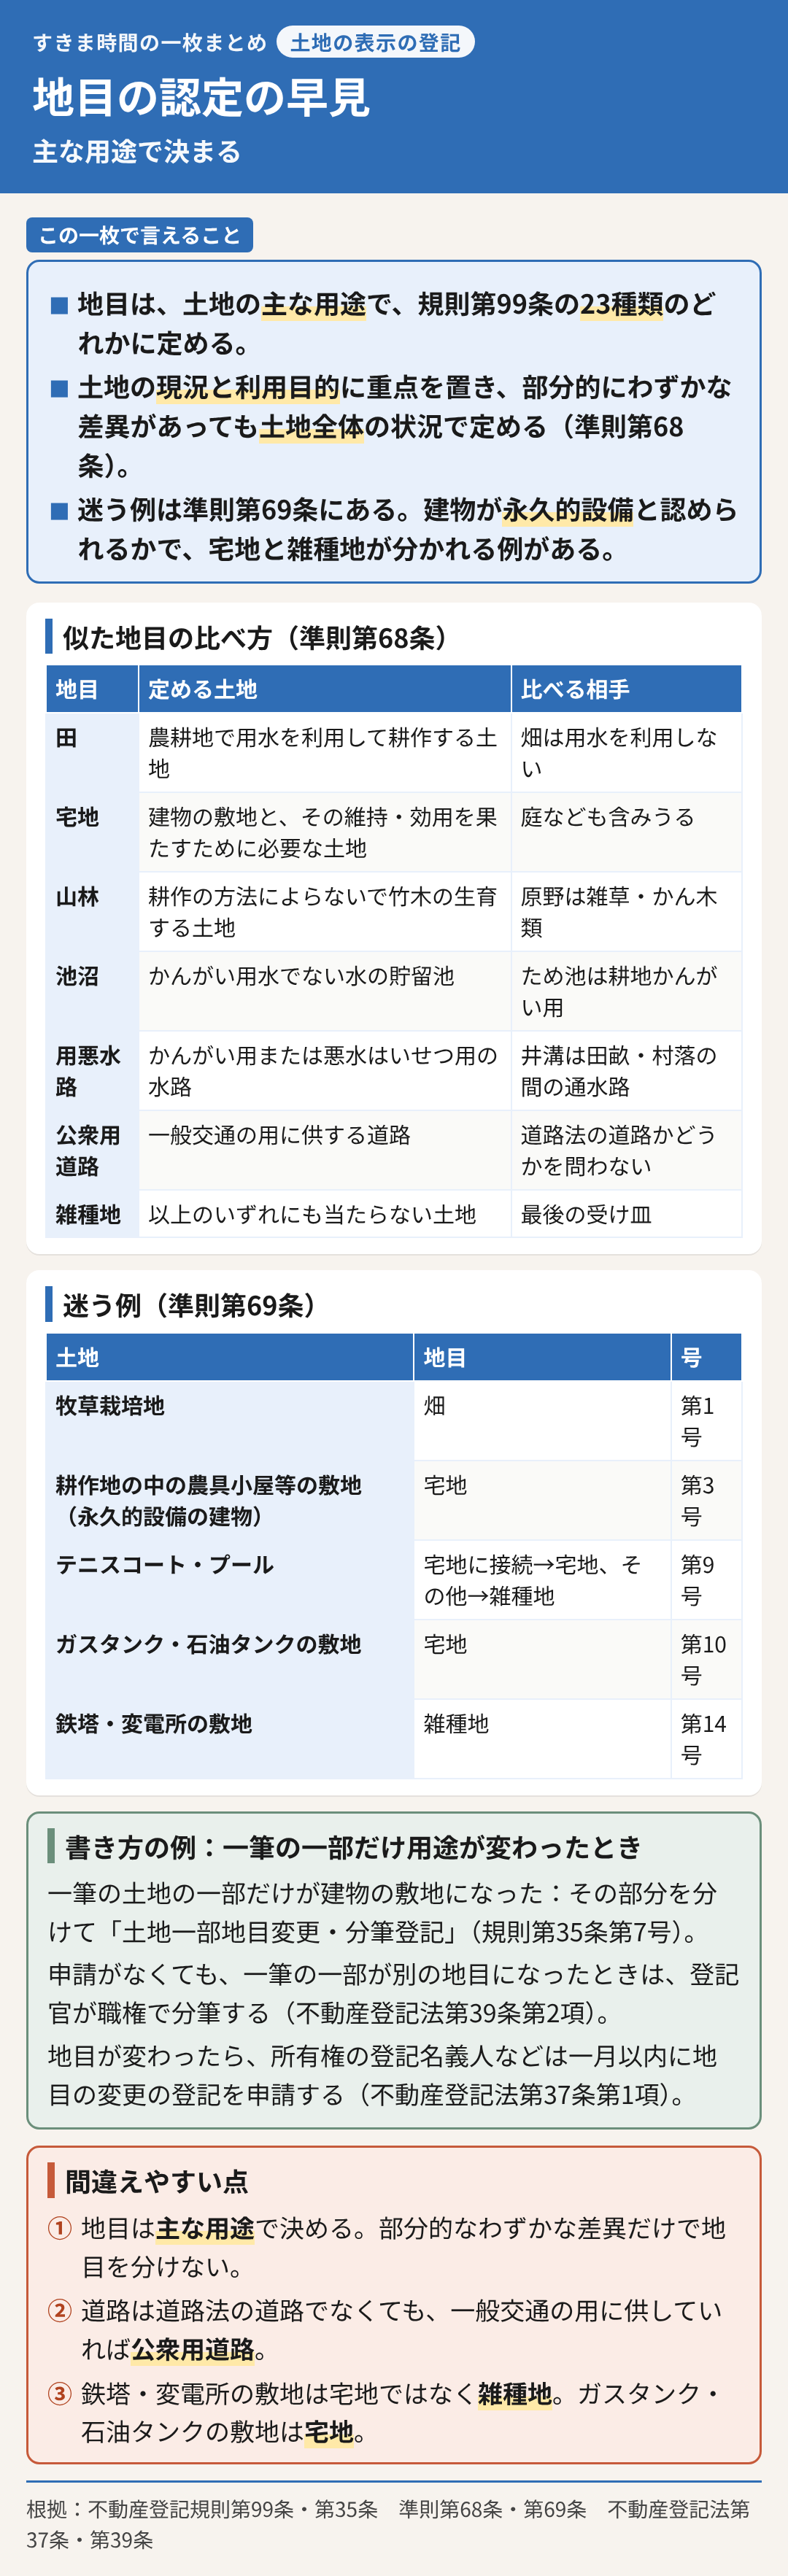 すきま時間の一枚まとめ 土地の表示の登記
地目の認定の早見
主な用途で決まる
この一枚で言えること
■ 地目は、土地の主な用途で、規則第99条の23種類のど
れかに定める。
■ 土地の現況と利用目的に重点を置き、部分的にわずかな
差異があっても土地全体の状況で定める（準則第68
条）。
■ 迷う例は準則第69条にある。建物が永久的設備と認めら
れるかで、宅地と雑種地が分かれる例がある。
似た地目の比べ方（準則第68条）
地目 定める土地 比べる相手
田 農耕地で用水を利用して耕作する土 畑は用水を利用しな
地 い
宅地 建物の敷地と、その維持・効用を果 庭なども含みうる
たすために必要な土地
山林 耕作の方法によらないで竹木の生育 原野は雑草・かん木
する土地 類
池沼 かんがい用水でない水の貯留池 ため池は耕地かんが
い用
用悪水 かんがい用または悪水はいせつ用の 井溝は田畝・村落の
路 水路 間の通水路
公衆用 一般交通の用に供する道路 道路法の道路かどう
道路 かを問わない
雑種地 以上のいずれにも当たらない土地 最後の受け皿
迷う例（準則第69条）
土地 地目 号
牧草栽培地 畑 第1
号
耕作地の中の農具小屋等の敷地 宅地 第3
（永久的設備の建物） 号
テニスコート・プール 宅地に接続→宅地、そ 第9
の他→雑種地 号
ガスタンク・石油タンクの敷地 宅地 第10
号
鉄塔・変電所の敷地 雑種地 第14
号
書き方の例：一筆の一部だけ用途が変わったとき
一筆の土地の一部だけが建物の敷地になった：その部分を分
けて「土地一部地目変更・分筆登記」（規則第35条第7号）。
申請がなくても、一筆の一部が別の地目になったときは、登記
官が職権で分筆する（不動産登記法第39条第2項）。
地目が変わったら、所有権の登記名義人などは一月以内に地
目の変更の登記を申請する（不動産登記法第37条第1項）。
間違えやすい点
① 地目は主な用途で決める。部分的なわずかな差異だけで地
目を分けない。
② 道路は道路法の道路でなくても、一般交通の用に供してい
れば公衆用道路。
③ 鉄塔・変電所の敷地は宅地ではなく雑種地。ガスタンク・
石油タンクの敷地は宅地。
根拠：不動産登記規則第99条・第35条 準則第68条・第69条 不動産登記法第
37条・第39条